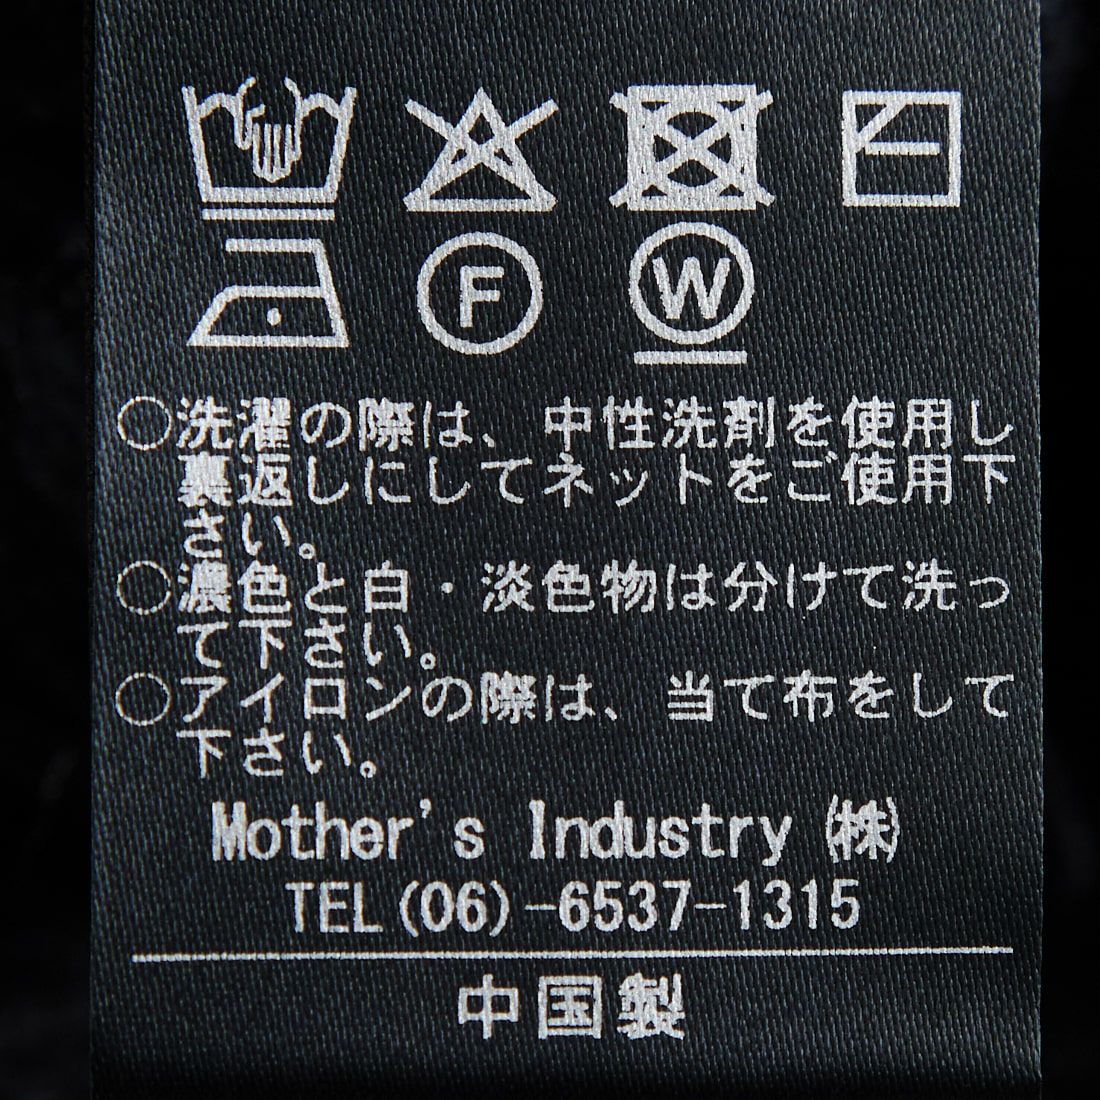 F W
○洗濯の際は、中性洗剤を使用し
裏返しにしてネットをご使用下
さい。
○濃色と白・淡色物は分けて洗っ
て下さい。
○アイロンの際は、当て布をして
下さい。
Mother's Industry ㈱
TEL(06)-6537-1315
中国製